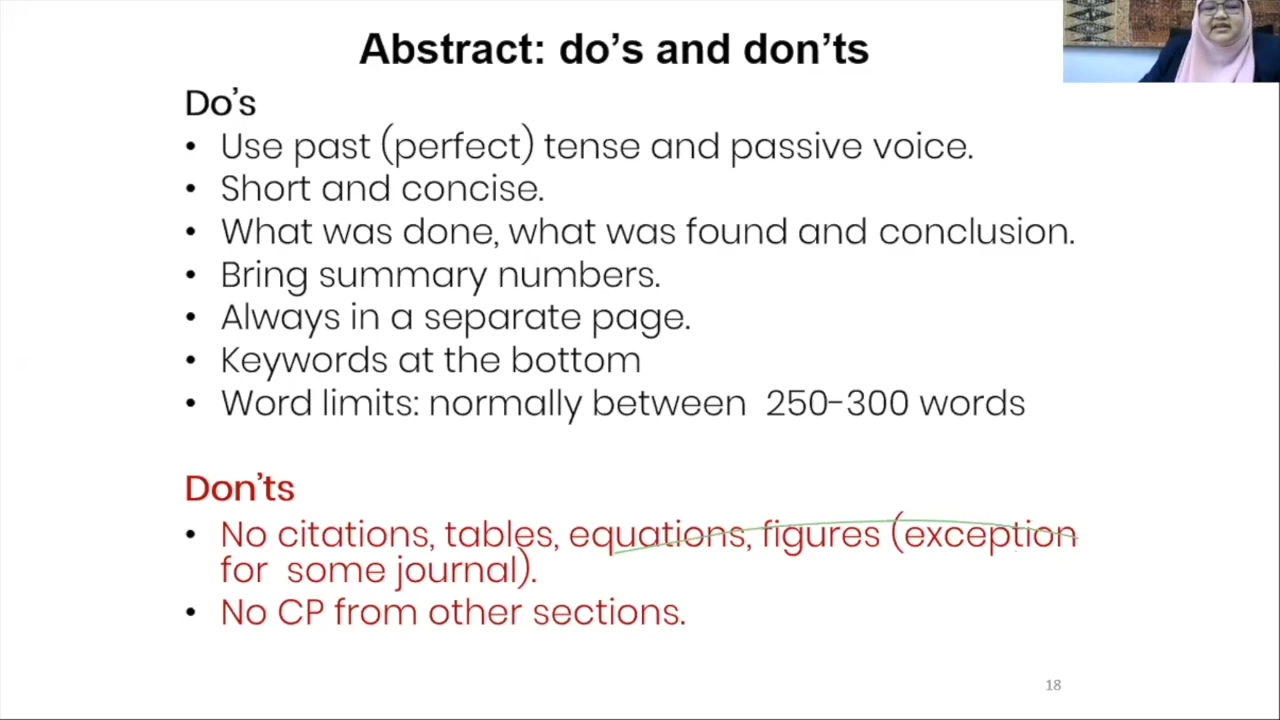 Abstract: do's and don'ts
Do's
• Use past (perfect) tense and passive voice.
• Short and concise.
• What was done, what was found and conclusion.
• Bring summary numbers.
• Always in a separate page.
• Keywords at the bottom
• Word limits: normally between  250-300 words
Don'ts
• No citations, tables, equations, figures (exception
for  some journal).
• No CP from other sections.
18